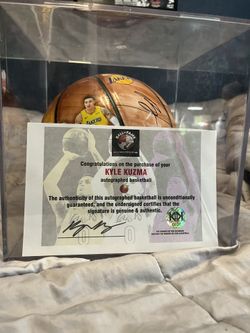 Congratulations on the purchase of your
KYLE KUZMA
autographed basketball
The authenticity of this autographed basketball is unconditionally
guaranteed, and the undersigned certifies that the
signature is genuine & authentic.